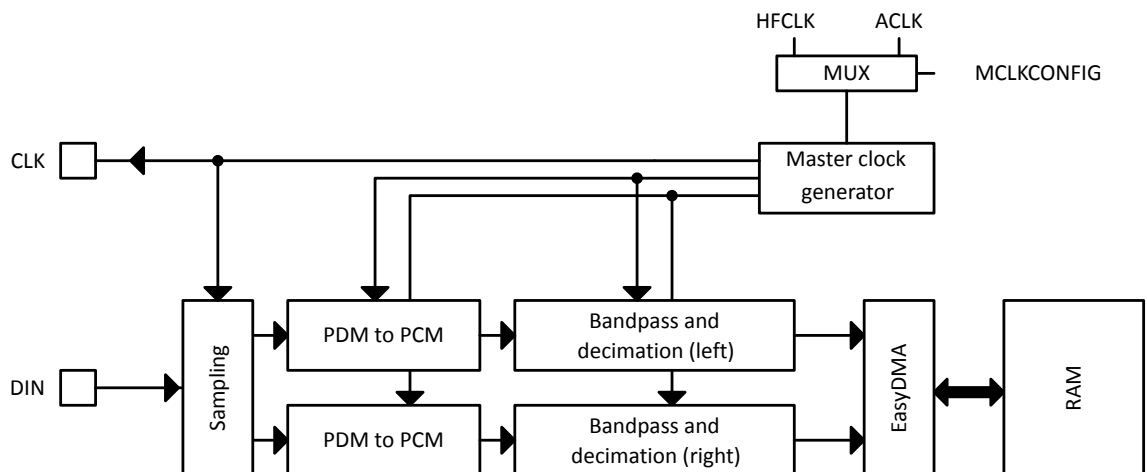 HFCLK ACLK
MUX MCLKCONFIG
CLK
Master clock
generator
PDM to PCM
Bandpass and
decimation (left)
Sampling
DIN
EasyDMA
RAM
PDM to PCM
Bandpass and
decimation (right)